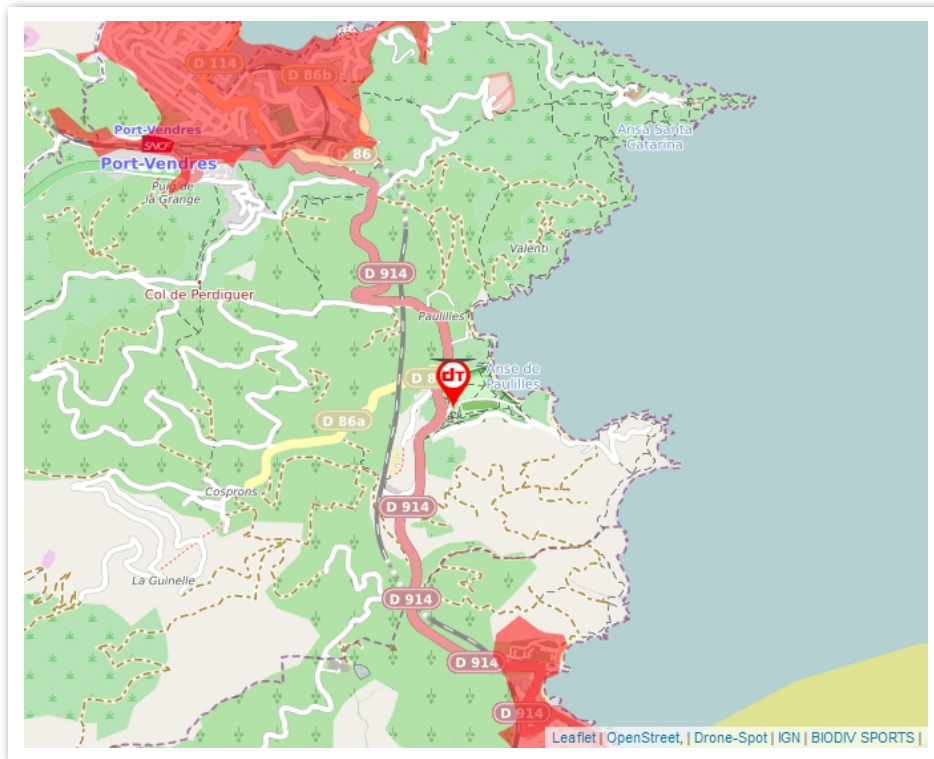 D 114
D 86b
Port-Vendres
SNCF
D 86
Port-Vendres
Puig de
la Grange
Ansa Santa
Catarina
Valenti
D 914
Col de Perdiguer
Paulilles
Anse de
Paulilles
dT
D 86a
Cosprons
D 914
La Guinelle
D 914
D 914
D 914
Leaflet | OpenStreet, | Drone-Spot | IGN | BIODIV SPORTS |